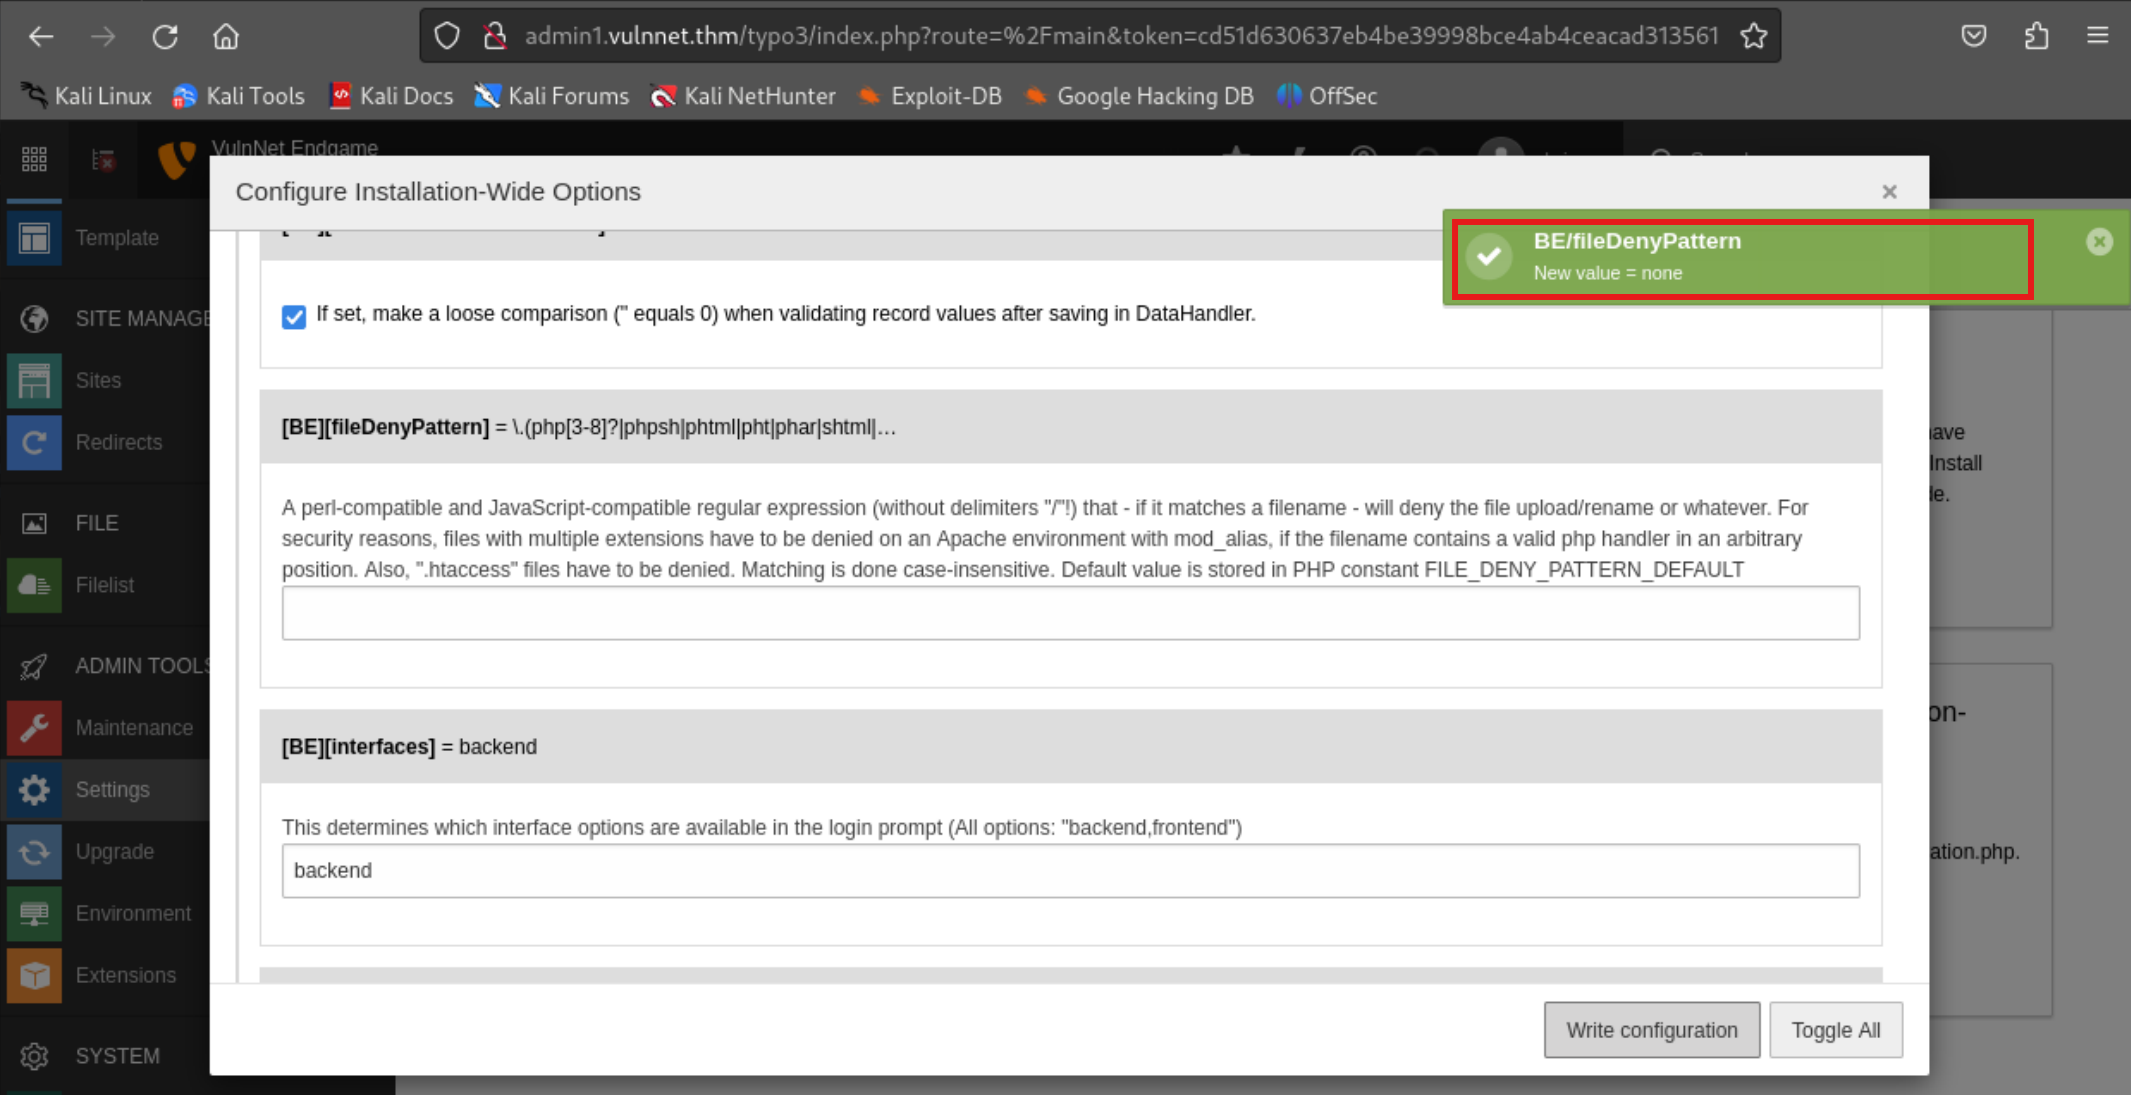 admin1.vulnnet.thm/typo3/index.php?route=%2Fmain&token=cd51d630637eb4be39998bce4ab4ceacad313561
Kali Linux Kali Tools Kali Docs Kali Forums Kali NetHunter Exploit-DB Google Hacking DB OffSec
VulnNet Endgame
Configure Installation-Wide Options
BE/fileDenyPattern
New value = none
Template
If set, make a loose comparison ('' equals 0) when validating record values after saving in DataHandler.
SITE MANAGE
Sites
Redirects
FILE
Filelist
ADMIN TOOLS
Maintenance
Settings
Upgrade
Environment
Extensions
SYSTEM
[BE][fileDenyPattern] = \.(php[3-8]?|phpsh|phtml|pht|phar|shtml|…
A perl-compatible and JavaScript-compatible regular expression (without delimiters "/"!) that - if it matches a filename - will deny the file upload/rename or whatever. For
security reasons, files with multiple extensions have to be denied on an Apache environment with mod_alias, if the filename contains a valid php handler in an arbitrary
position. Also, ".htaccess" files have to be denied. Matching is done case-insensitive. Default value is stored in PHP constant FILE_DENY_PATTERN_DEFAULT
[BE][interfaces] = backend
This determines which interface options are available in the login prompt (All options: "backend,frontend")
backend
Install
ation.php.
Write configuration Toggle All